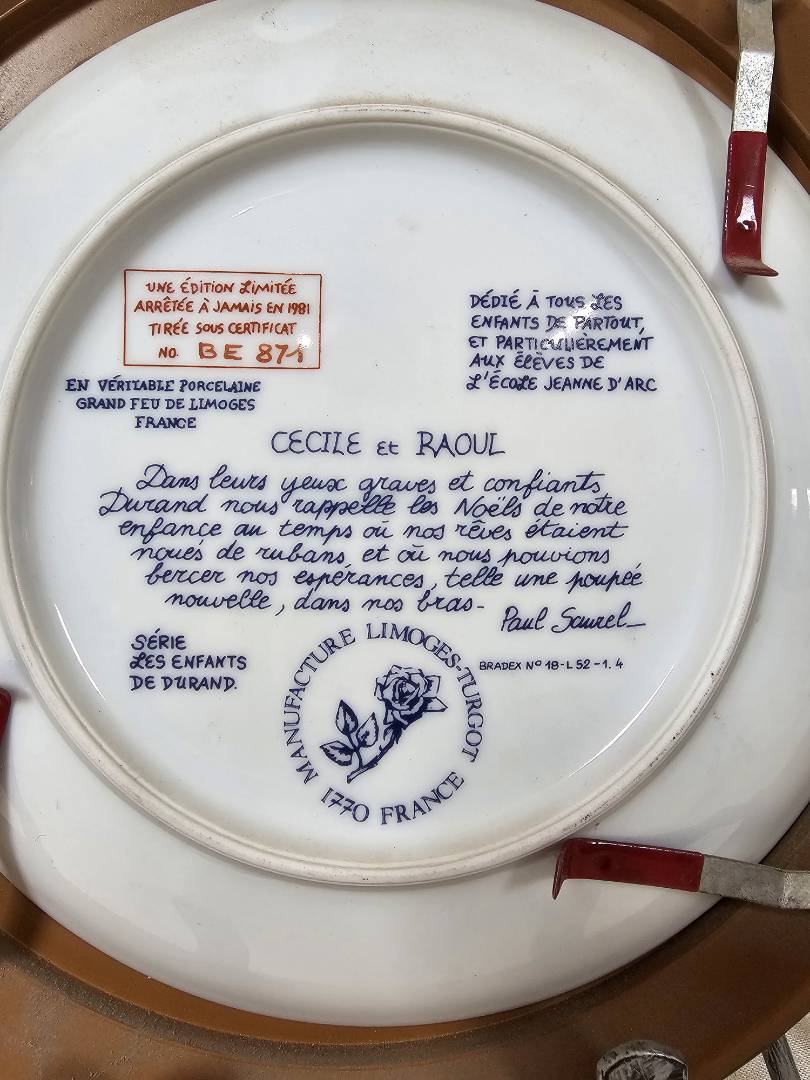 UNE ÉDITION LIMITÉE
ARRÊTÉE À JAMAIS EN 1981
TIRÉE SOUS CERTIFICAT
NO. BE 871
EN VÉRITABLE PORCELAINE
GRAND FEU DE LIMOGES
FRANCE
DÉDIÉ À TOUS LES
ENFANTS DE PARTOUT,
ET PARTICULIÈREMENT
AUX ÉLÈVES DE
L'ÉCOLE JEANNE D'ARC
CECILE et RAOUL
Dans leurs yeux graves et confiants
Durand nous rappelle les Noëls de notre
enfance au temps où nos rêves étaient
noués de rubans et où nous pouvions
bercer nos espérances, telle une poupée
nouvelle, dans nos bras-
Paul Saurel
SÉRIE
LES ENFANTS
DE DURAND.
BRADEX Nº 18-L 52-1.4
MANUFACTURE LIMOGES-TURGOT
1770 FRANCE